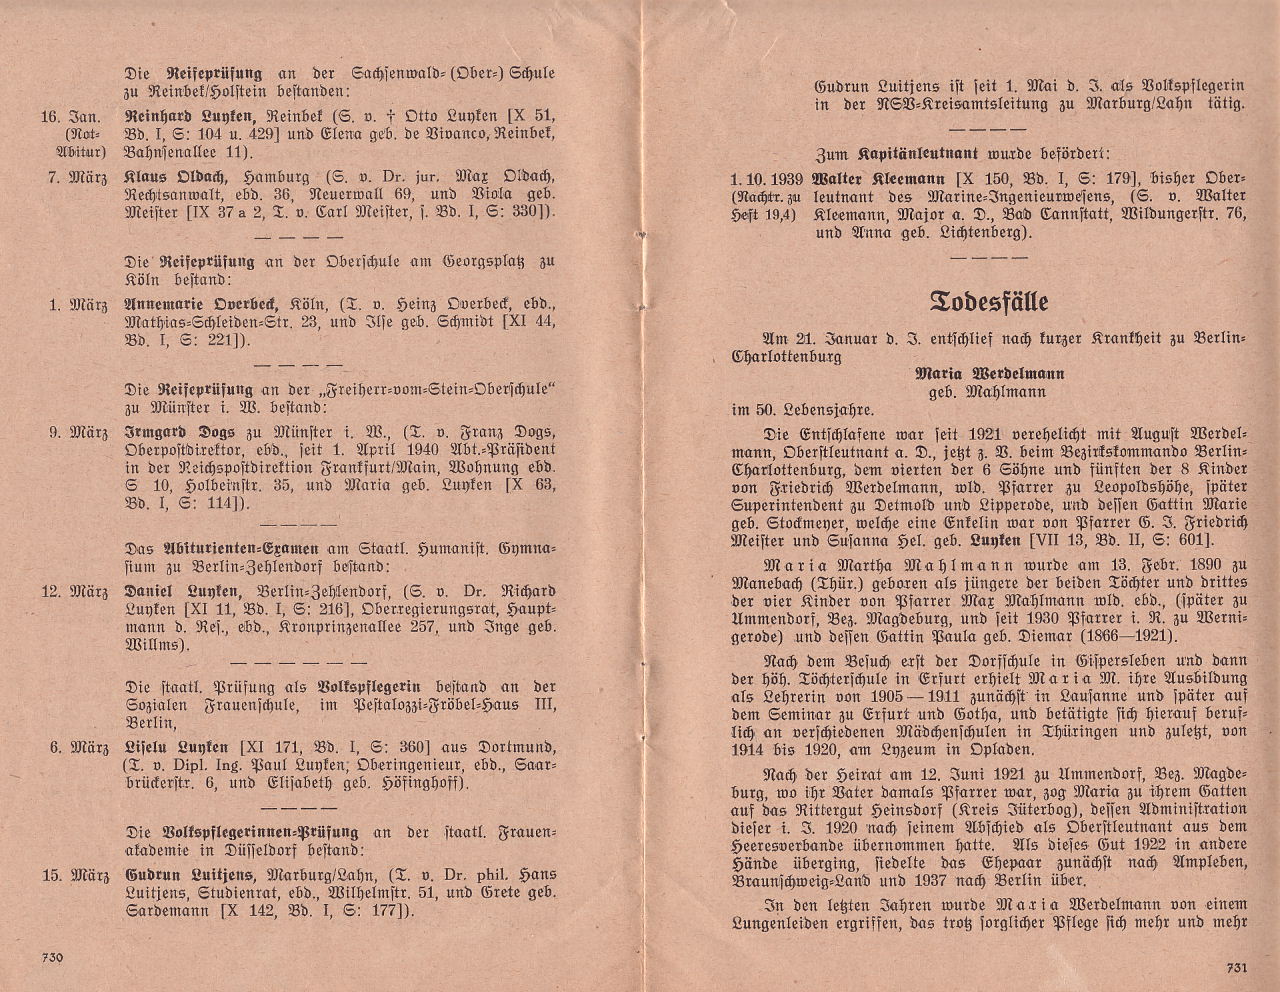 Die Reifeprüfung an der Sachsenwald-(Ober-) Schule
zu Reinbek/Holstein bestanden:
16. Jan. Reinhard Luyken, Reinbek (S. v. † Otto Luyken [X 51,
(Not- Bd. I, S: 104 u. 429] und Elena geb. de Vivanco, Reinbek,
Abitur) Bahnsenallee 11).
7. März Klaus Oldach, Hamburg (S. v. Dr. jur. Max Oldach,
Rechtsanwalt, ebd. 36, Neuerwall 69, und Viola geb.
Meister [IX 37 a 2, T. v. Carl Meister, s. Bd. I, S: 330]).
— — — —
Die Reifeprüfung an der Oberschule am Georgsplatz zu
Köln bestand:
1. März Annemarie Overbeck, Köln, (T. v. Heinz Overbeck, ebd.,
Mathias-Schleiden-Str. 23, und Ilse geb. Schmidt [XI 44,
Bd. I, S: 221]).
— — — —
Die Reifeprüfung an der „Freiherr-vom-Stein-Oberschule“
zu Münster i. W. bestand:
9. März Irmgard Dogs zu Münster i. W., (T. v. Franz Dogs,
Oberpostdirektor, ebd., seit 1. April 1940 Abt.-Präsident
in der Reichspostdirektion Frankfurt/Main, Wohnung ebd.
S 10, Holbeinstr. 35, und Maria geb. Luyken [X 63,
Bd. I, S: 114]).
— — — —
Das Abiturienten-Examen am Staatl. Humanist. Gymna-
sium zu Berlin-Zehlendorf bestand:
12. März Daniel Luyken, Berlin-Zehlendorf, (S. v. Dr. Richard
Luyken [XI 11, Bd. I, S: 216], Oberregierungsrat, Haupt-
mann d. Res., ebd., Kronprinzenallee 257, und Inge geb.
Willms).
— — — — — —
Die staatl. Prüfung als Volkspflegerin bestand an der
Sozialen Frauenschule, im Pestalozzi-Fröbel-Haus III,
Berlin,
6. März Liselu Luyken [XI 171, Bd. I, S: 360] aus Dortmund,
(T. v. Dipl. Ing. Paul Luyken; Oberingenieur, ebd., Saar-
brückerstr. 6, und Elisabeth geb. Höfinghoff).
— — — —
Die Volkspflegerinnen-Prüfung an der staatl. Frauen-
akademie in Düsseldorf bestand:
15. März Gudrun Luitjens, Marburg/Lahn, (T. v. Dr. phil. Hans
Luitjens, Studienrat, ebd., Wilhelmstr. 51, und Grete geb.
Sardemann [X 142, Bd. I, S: 177]).
730
Gudrun Luitjens ist seit 1. Mai d. J. als Volkspflegerin
in der NSV-Kreisamtsleitung zu Marburg/Lahn tätig.
— — — —
Zum Kapitänleutnant wurde befördert:
1. 10. 1939 Walter Kleemann [X 150, Bd. I, S: 179], bisher Ober-
(Nachtr. zu leutnant des Marine-Ingenieurwesens, (S. v. Walter
Heft 19,4) Kleemann, Major a. D., Bad Cannstatt, Wildungerstr. 76,
und Anna geb. Lichtenberg).
— — — —
Todesfälle
Am 21. Januar d. J. entschlief nach kurzer Krankheit zu Berlin-
Charlottenburg
Maria Werdelmann
geb. Mahlmann
im 50. Lebensjahre.
Die Entschlafene war seit 1921 verehelicht mit August Werdel-
mann, Oberstleutnant a. D., jetzt z. V. beim Bezirkskommando Berlin-
Charlottenburg, dem vierten der 6 Söhne und fünften der 8 Kinder
von Friedrich Werdelmann, wld. Pfarrer zu Leopoldshöhe, später
Superintendent zu Detmold und Lipperode, und dessen Gattin Marie
geb. Stockmeyer, welche eine Enkelin war von Pfarrer G. J. Friedrich
Meister und Susanna Hel. geb. Luyken [VII 13, Bd. II, S: 601].
Maria Martha Mahlmann wurde am 13. Febr. 1890 zu
Manebach (Thür.) geboren als jüngere der beiden Töchter und drittes
der vier Kinder von Pfarrer Max Mahlmann wld. ebd., (später zu
Ummendorf, Bez. Magdeburg, und seit 1930 Pfarrer i. R. zu Werni-
gerode) und dessen Gattin Paula geb. Diemar (1866—1921).
Nach dem Besuch erst der Dorfschule in Gispersleben und dann
der höh. Töchterschule in Erfurt erhielt Maria M. ihre Ausbildung
als Lehrerin von 1905—1911 zunächst in Lausanne und später auf
dem Seminar zu Erfurt und Gotha, und betätigte sich hierauf beruf-
lich an verschiedenen Mädchenschulen in Thüringen und zuletzt, von
1914 bis 1920, am Lyzeum in Opladen.
Nach der Heirat am 12. Juni 1921 zu Ummendorf, Bez. Magde-
burg, wo ihr Vater damals Pfarrer war, zog Maria zu ihrem Gatten
auf das Rittergut Heinsdorf (Kreis Jüterbog), dessen Administration
dieser i. J. 1920 nach seinem Abschied als Oberstleutnant aus dem
Heeresverbande übernommen hatte. Als dieses Gut 1922 in andere
Hände überging, siedelte das Ehepaar zunächst nach Ampleben,
Braunschweig-Land und 1937 nach Berlin über.
In den letzten Jahren wurde Maria Werdelmann von einem
Lungenleiden ergriffen, das trotz sorglicher Pflege sich mehr und mehr
731